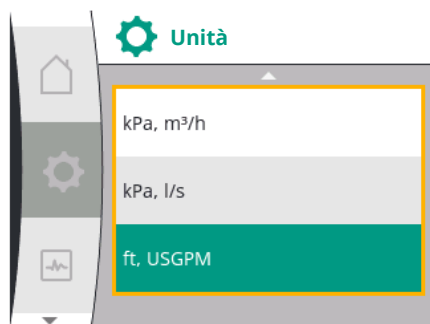 Unità
kPa, m³/h
kPa, l/s
ft, USGPM